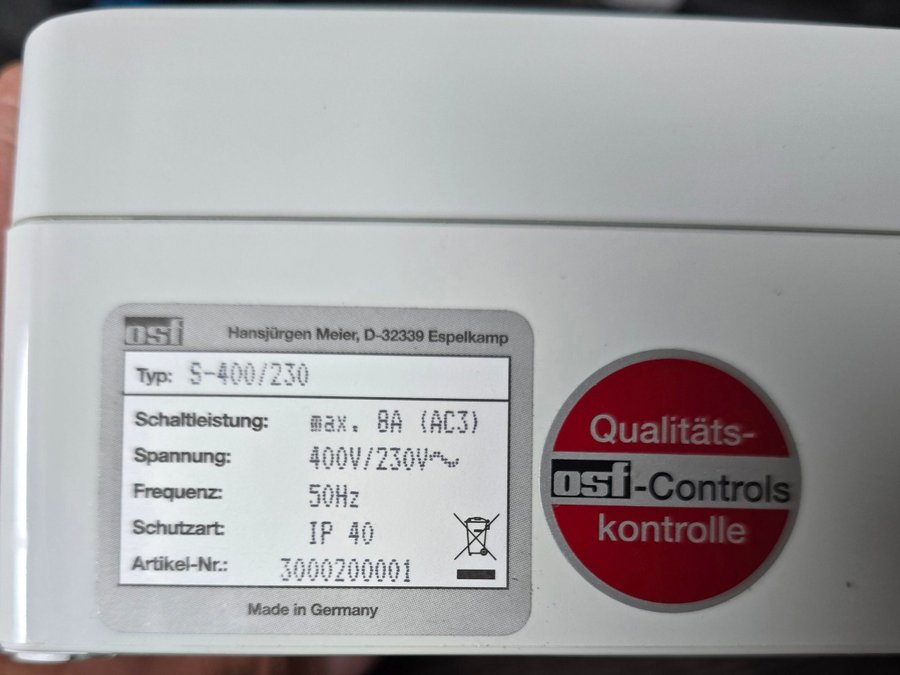 osf Hansjürgen Meier, D-32339 Espelkamp
Typ: S-400/230
Schaltleistung: max. 8A (AC3)
Spannung: 400V/230V~
Frequenz: 50Hz
Schutzart: IP 40
Artikel-Nr.: 3000200001
Made in Germany
Qualitäts-
osf-Controls
kontrolle